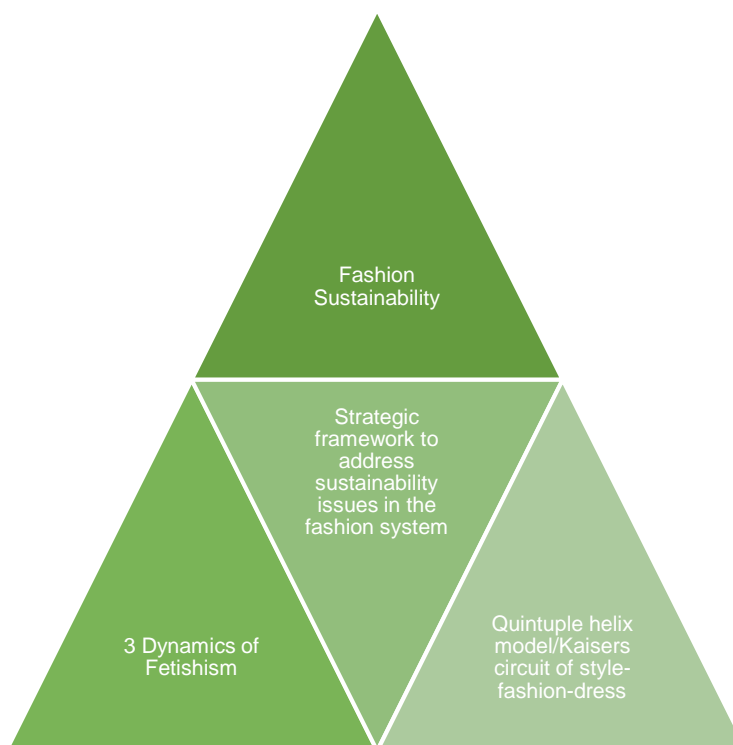 Fashion
Sustainability
Strategic
framework to
address
sustainability
issues in the
fashion system
3 Dynamics of
Fetishism
Quintuple helix
model/Kaisers
circuit of style-
fashion-dress